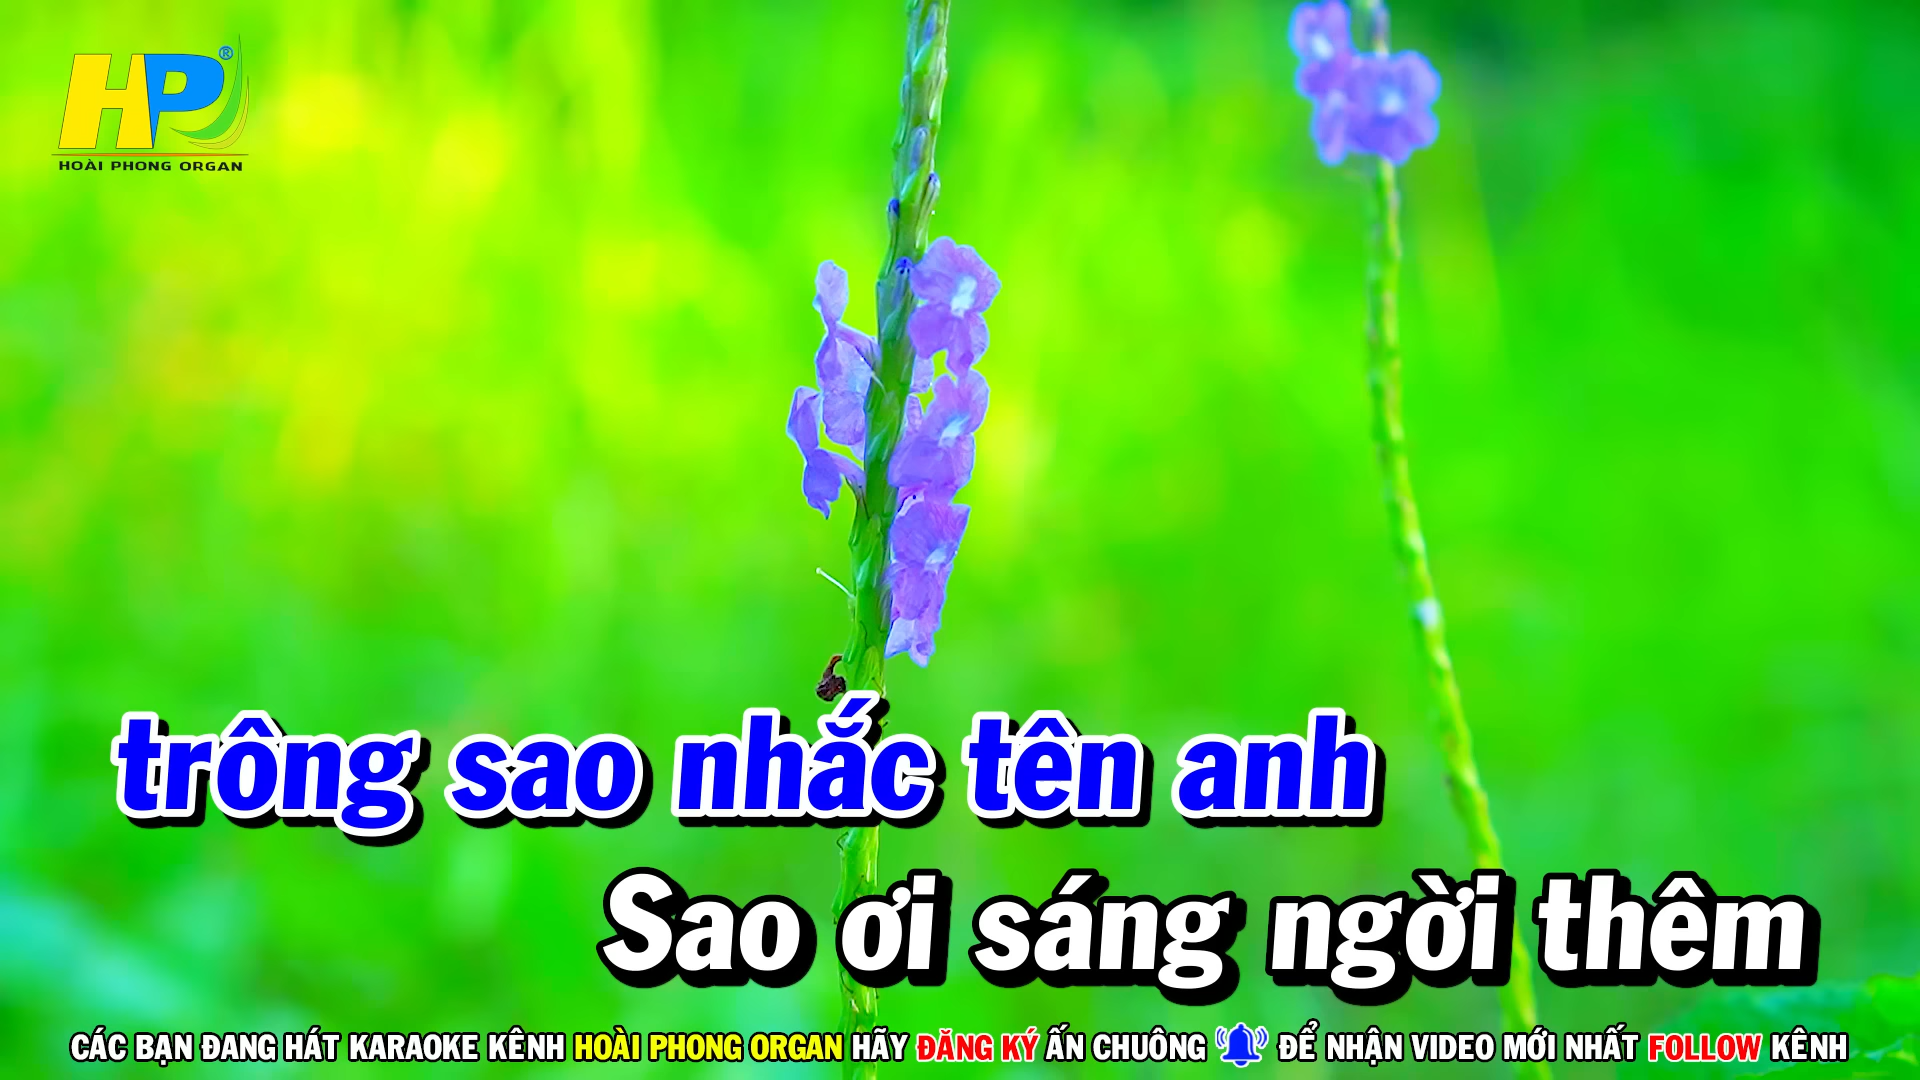 HP®
HOÀI PHONG ORGAN
trông sao nhắc tên anh
Sao ơi sáng ngời thêm
CÁC BẠN ĐANG HÁT KARAOKE KÊNH HOÀI PHONG ORGAN HÃY ĐĂNG KÝ ẤN CHUÔNG ĐỂ NHẬN VIDEO MỚI NHẤT FOLLOW KÊNH